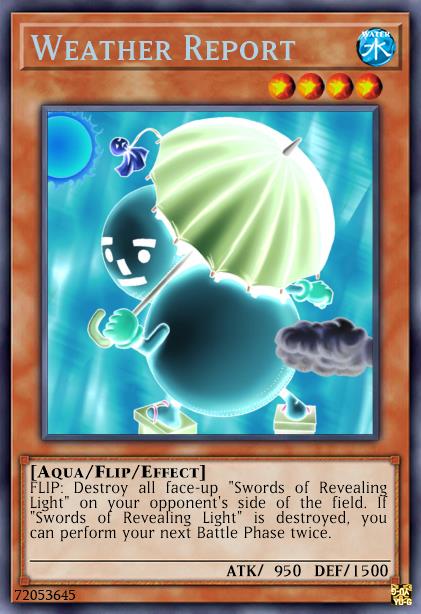 WEATHER REPORT
WATER
水
[AQUA/FLIP/EFFECT]
FLIP: Destroy all face-up "Swords of Revealing
Light" on your opponent's side of the field. If
"Swords of Revealing Light" is destroyed, you
can perform your next Battle Phase twice.
ATK/ 950 DEF/1500
72053645